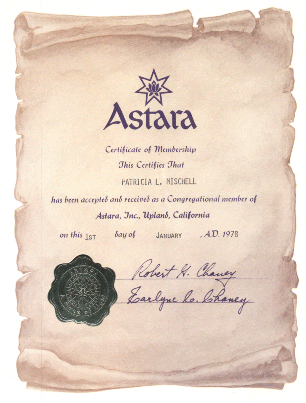 Astara
Certificate of Membership
This Certifies That
PATRICIA L. MISCHELL
has been accepted and received as a Congregational member of
Astara, Inc., Upland, California
on this 1ST day of JANUARY , A.D. 1978
Robert G. Chaney
Earlyne C. Chaney